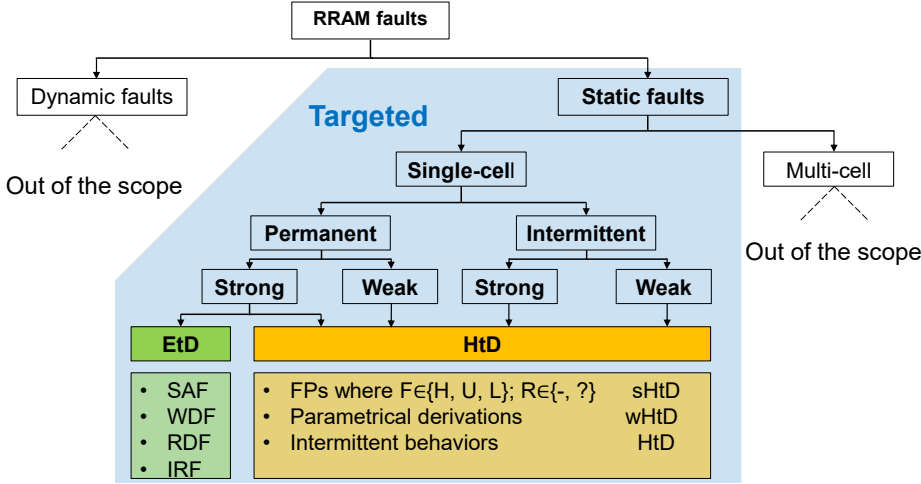 RRAM faults
Dynamic faults
Static faults
Targeted
Out of the scope
Single-cell
Multi-cell
Permanent
Intermittent
Out of the scope
Strong
Weak
Strong
Weak
EtD
HtD
• SAF
• WDF
• RDF
• IRF
• FPs where F∈{H, U, L}; R∈{-, ?} sHtD
• Parametrical derivations wHtD
• Intermittent behaviors HtD